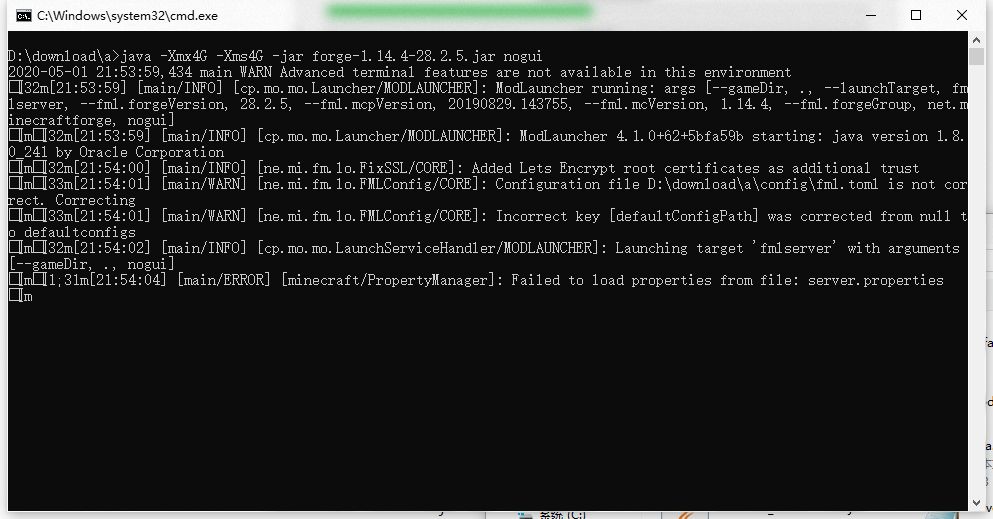 C:\Windows\system32\cmd.exe
D:\download\a>java -Xmx4G -Xms4G -jar forge-1.14.4-28.2.5.jar nogui
2020-05-01 21:53:59,434 main WARN Advanced terminal features are not available in this environment
□[32m[21:53:59] [main/INFO] [cp.mo.mo.Launcher/MODLAUNCHER]: ModLauncher running: args [--gameDir, ., --launchTarget, fm
lserver, --fml.forgeVersion, 28.2.5, --fml.mcpVersion, 20190829.143755, --fml.mcVersion, 1.14.4, --fml.forgeGroup, net.m
inecraftforge, nogui]
□[m□[32m[21:53:59] [main/INFO] [cp.mo.mo.Launcher/MODLAUNCHER]: ModLauncher 4.1.0+62+5bfa59b starting: java version 1.8.
0_241 by Oracle Corporation
□[m□[32m[21:54:00] [main/INFO] [ne.mi.fm.lo.FixSSL/CORE]: Added Lets Encrypt root certificates as additional trust
□[m□[33m[21:54:01] [main/WARN] [ne.mi.fm.lo.FMLConfig/CORE]: Configuration file D:\download\a\config\fml.toml is not cor
rect. Correcting
□[m□[33m[21:54:01] [main/WARN] [ne.mi.fm.lo.FMLConfig/CORE]: Incorrect key [defaultConfigPath] was corrected from null t
o defaultconfigs
□[m□[32m[21:54:02] [main/INFO] [cp.mo.mo.LaunchServiceHandler/MODLAUNCHER]: Launching target 'fmlserver' with arguments
[--gameDir, ., nogui]
□[m□[1;31m[21:54:04] [main/ERROR] [minecraft/PropertyManager]: Failed to load properties from file: server.properties
□[m
系统 (C:)